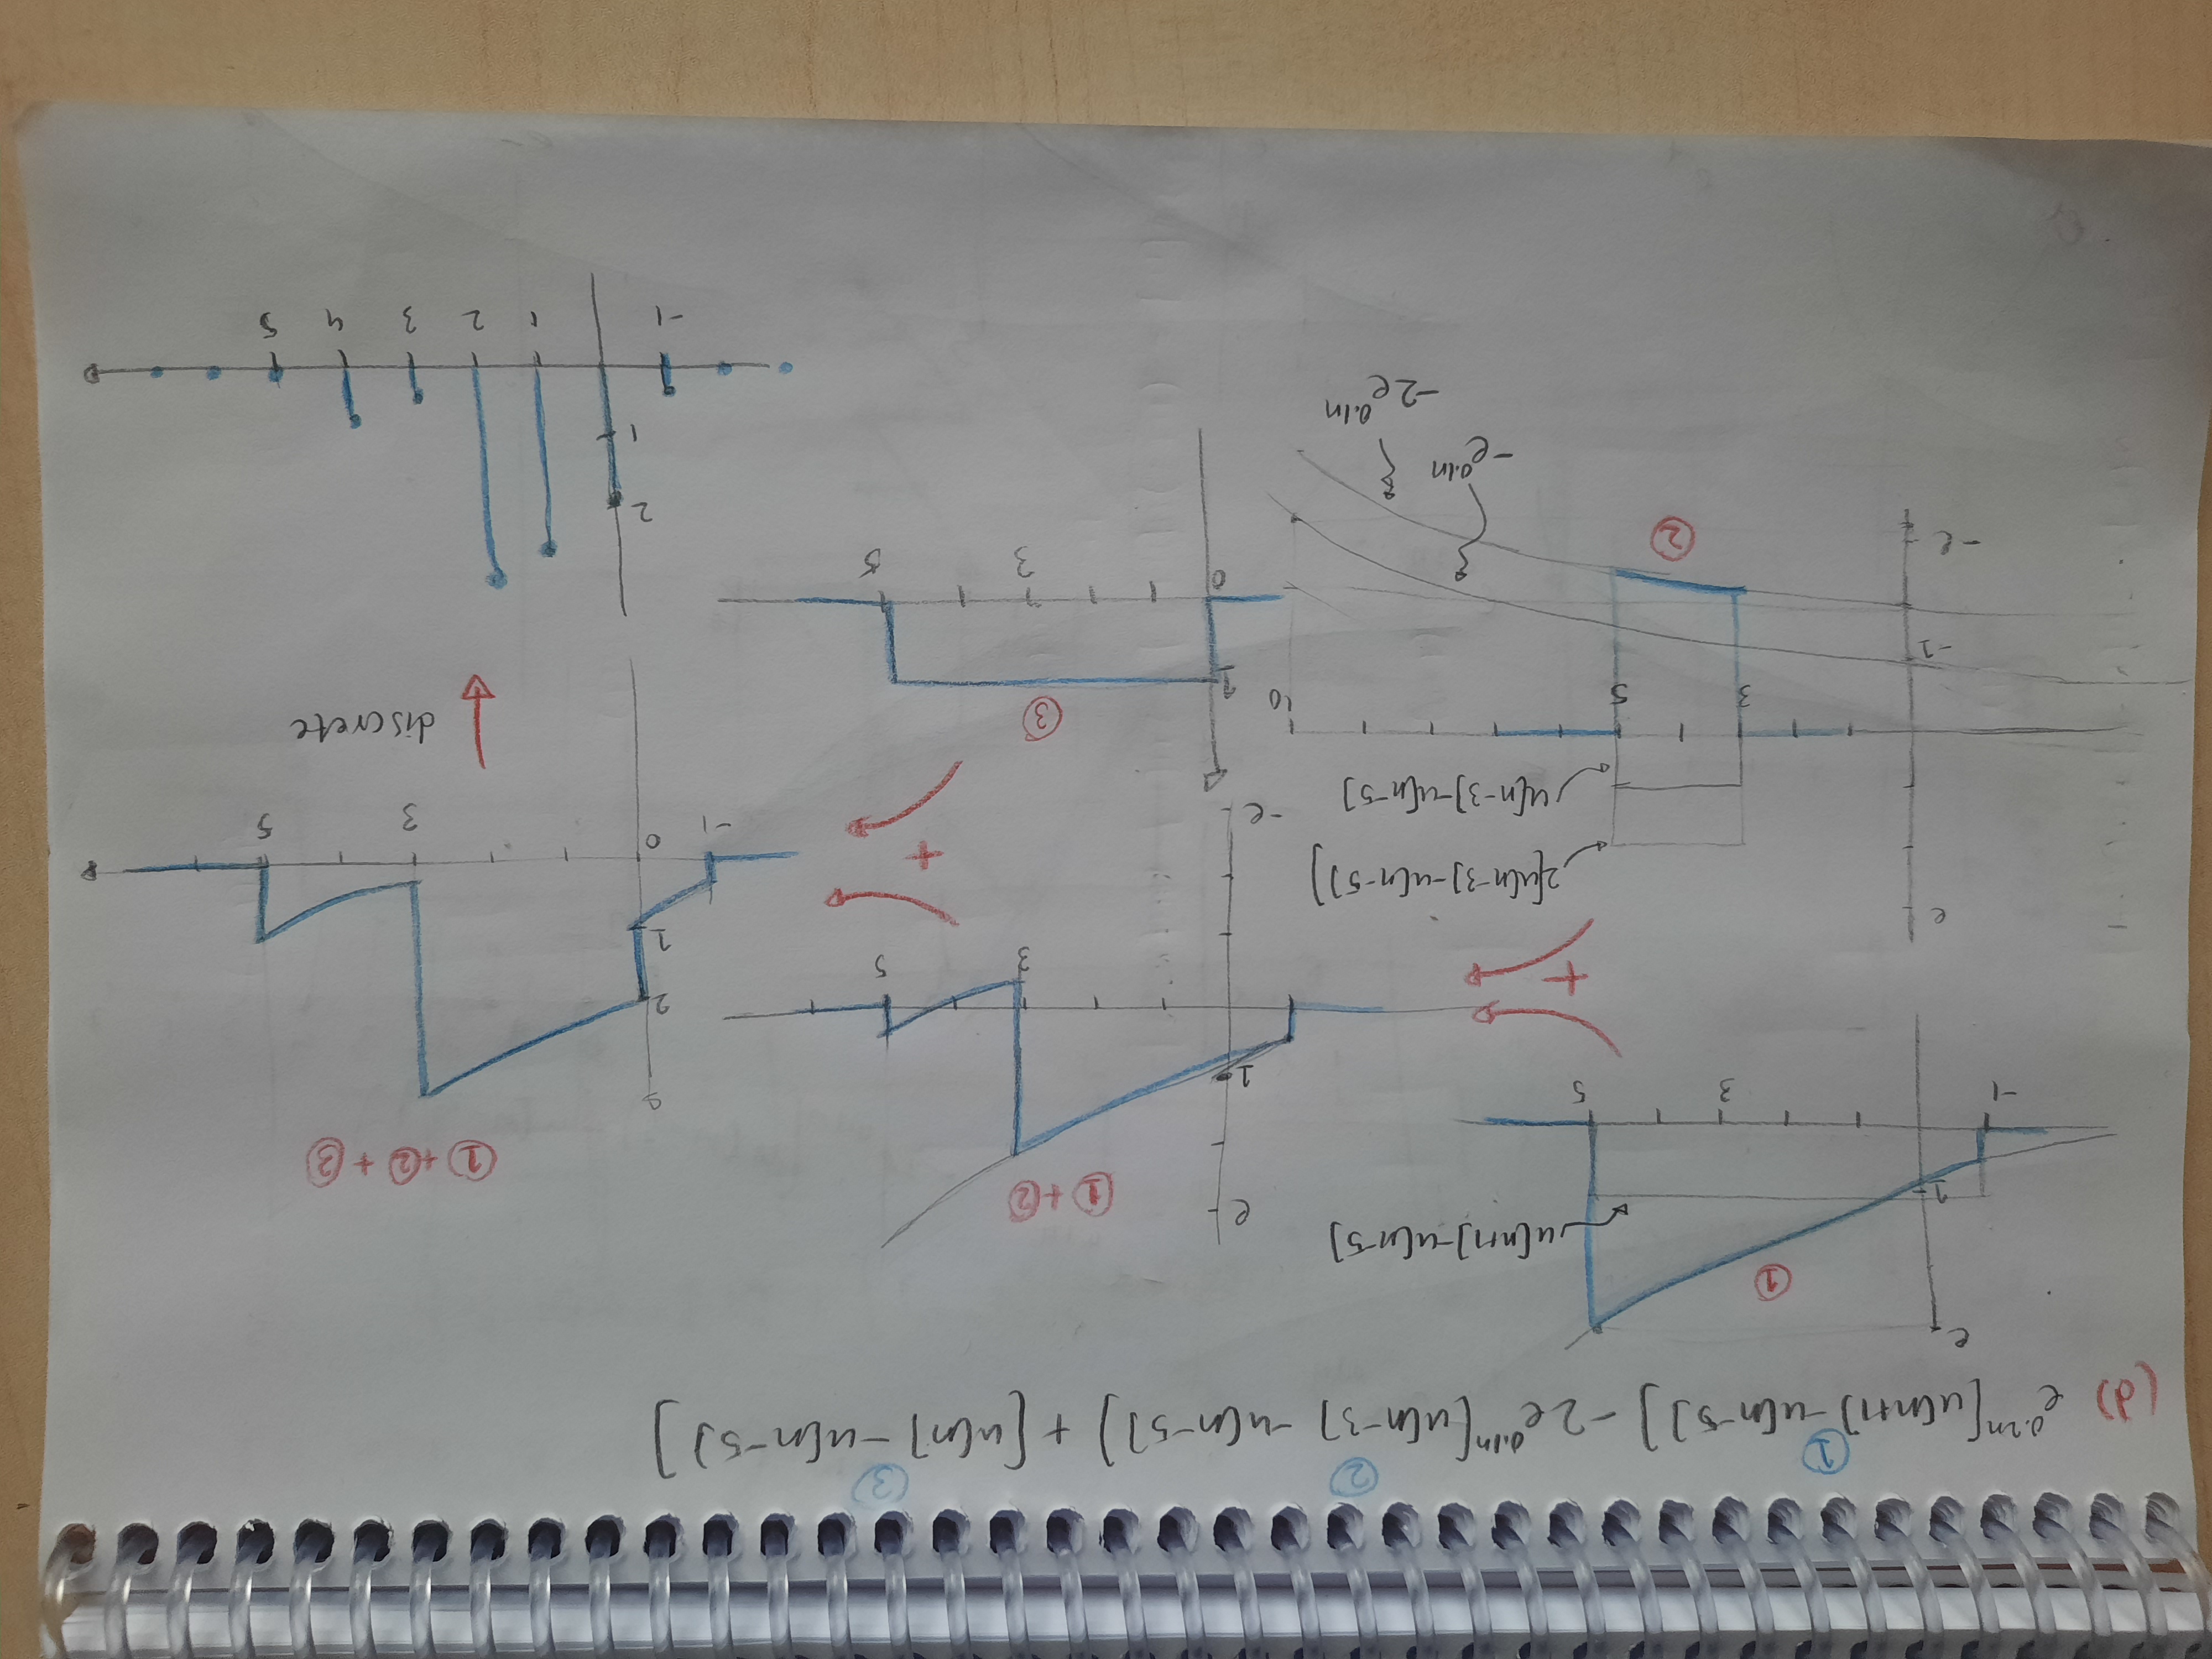 (d) e^0.2n[u[n+1]-u[n-5]] -2e^0.1n[u[n-3] -u[n-5]] + [u[n] -u[n-5)]
① ② ③
e
1
①
u[n+1]-u[n-5]
-1 3 5
+
e
1
①+②
3 5
-e
①+②+③
2
1
-1 0 3 5
2[u[n-3]-u[n-5]]
u[n-3]-u[n-5]
e
3 5 10
-1
-e
②
-e^0.1n
-2e^0.1n
+
③
1
0 3 5
discrete
2
1
-1 1 2 3 4 5